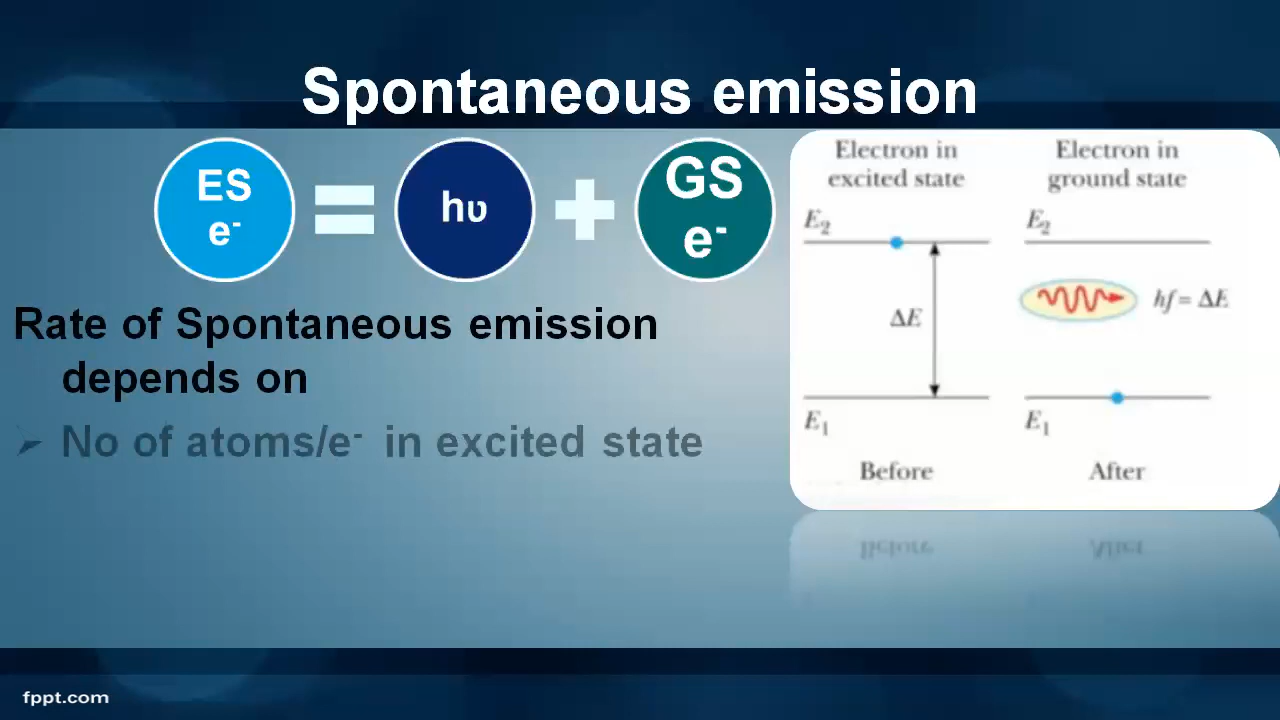 Spontaneous emission
ES
e-
=
hυ
+
GS
e-
Rate of Spontaneous emission
depends on
➢ No of atoms/e- in excited state
Electron in
excited state
E2
ΔE
E1
Before
Electron in
ground state
E2
hf = ΔE
E1
After
fppt.com